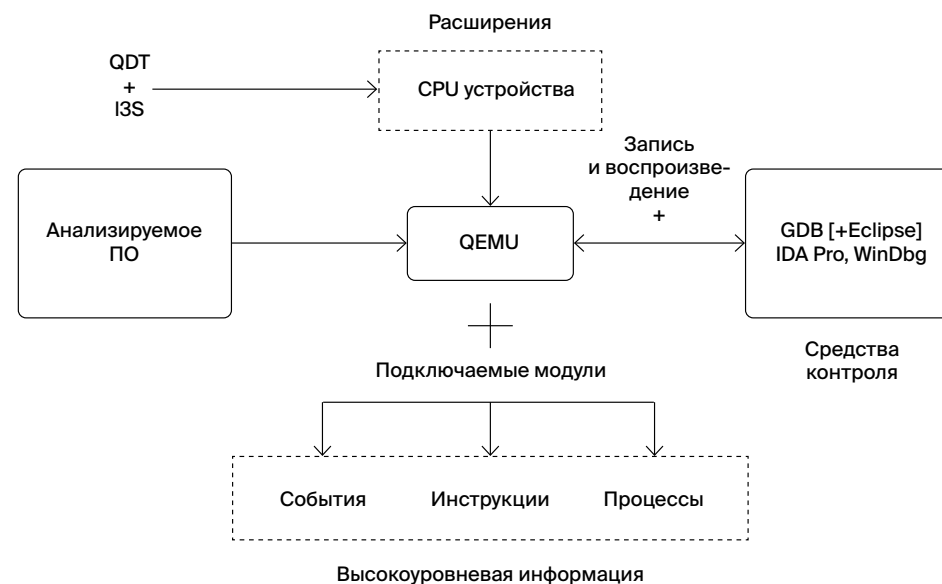 Расширения
QDT
+
I3S
CPU устройства
Запись
и воспроизве-
дение
+
Анализируемое
ПО
QEMU
GDB [+Eclipse]
IDA Pro, WinDbg
Средства
контроля
Подключаемые модули
События
Инструкции
Процессы
Высокоуровневая информация